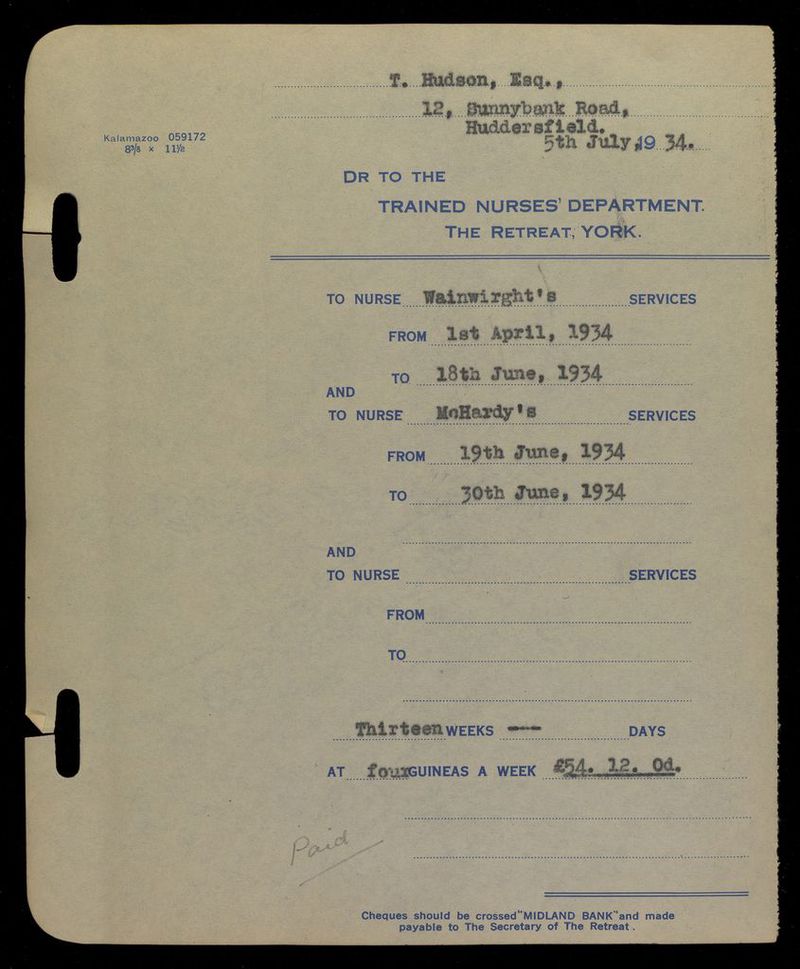 T. Hudson, Esq.,
12, Sunnybank Road,
Huddersfield.
Kalamazoo 059172
8⅜ x 11½
5th July,19 34.
DR TO THE
TRAINED NURSES' DEPARTMENT.
THE RETREAT, YORK.
TO NURSE Wainwirght's SERVICES
FROM 1st April, 1934
TO 18th June, 1934
AND
TO NURSE McHardy's SERVICES
FROM 19th June, 1934
TO 30th June, 1934
AND
TO NURSE SERVICES
FROM
TO
Thirteen WEEKS — DAYS
AT four GUINEAS A WEEK £54. 12. 0d.
Paid
Cheques should be crossed "MIDLAND BANK" and made
payable to The Secretary of The Retreat.